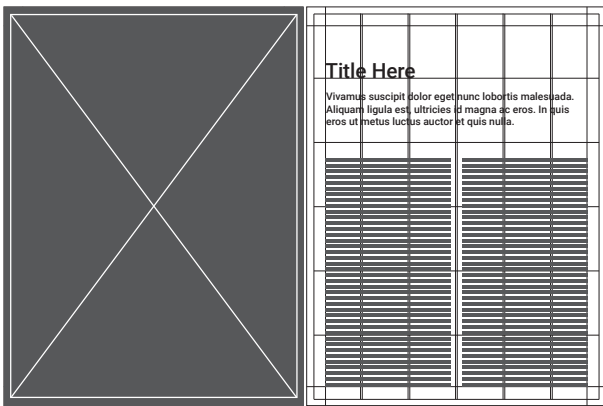 Title Here
Vivamus suscipit dolor eget nunc lobortis malesuada.
Aliquam ligula est, ultricies id magna ac eros. In quis
eros ut metus luctus auctor et quis nulla.